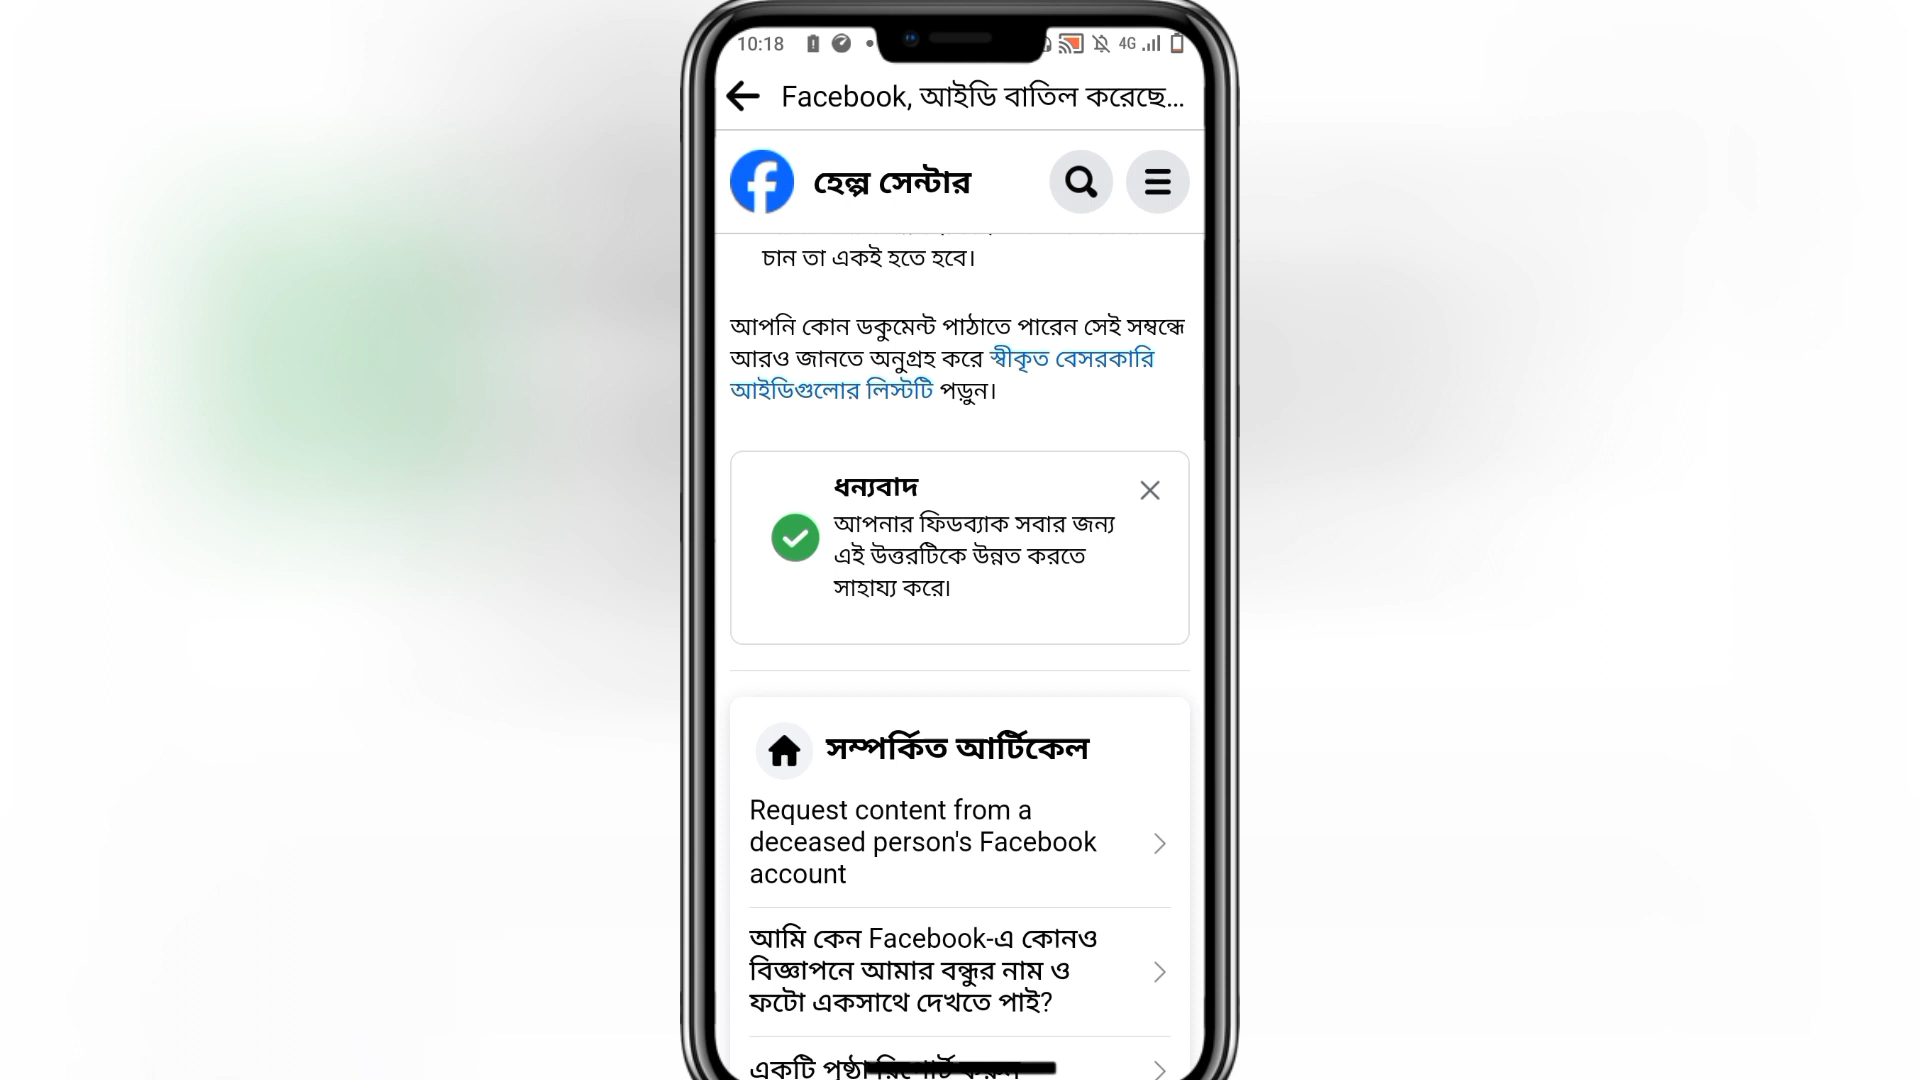 10:18
4G
Facebook, আইডি বাতিল করেছে...
হেল্প সেন্টার
চান তা একই হতে হবে।
আপনি কোন ডকুমেন্ট পাঠাতে পারেন সেই সম্বন্ধে
আরও জানতে অনুগ্রহ করে স্বীকৃত বেসরকারি
আইডিগুলোর লিস্টটি পড়ুন।
ধন্যবাদ
আপনার ফিডব্যাক সবার জন্য
এই উত্তরটিকে উন্নত করতে
সাহায্য করে।
সম্পর্কিত আর্টিকেল
Request content from a
deceased person's Facebook
account
আমি কেন Facebook-এ কোনও
বিজ্ঞাপনে আমার বন্ধুর নাম ও
ফটো একসাথে দেখতে পাই?
একটি পৃষ্ঠা রিপোর্ট করুন